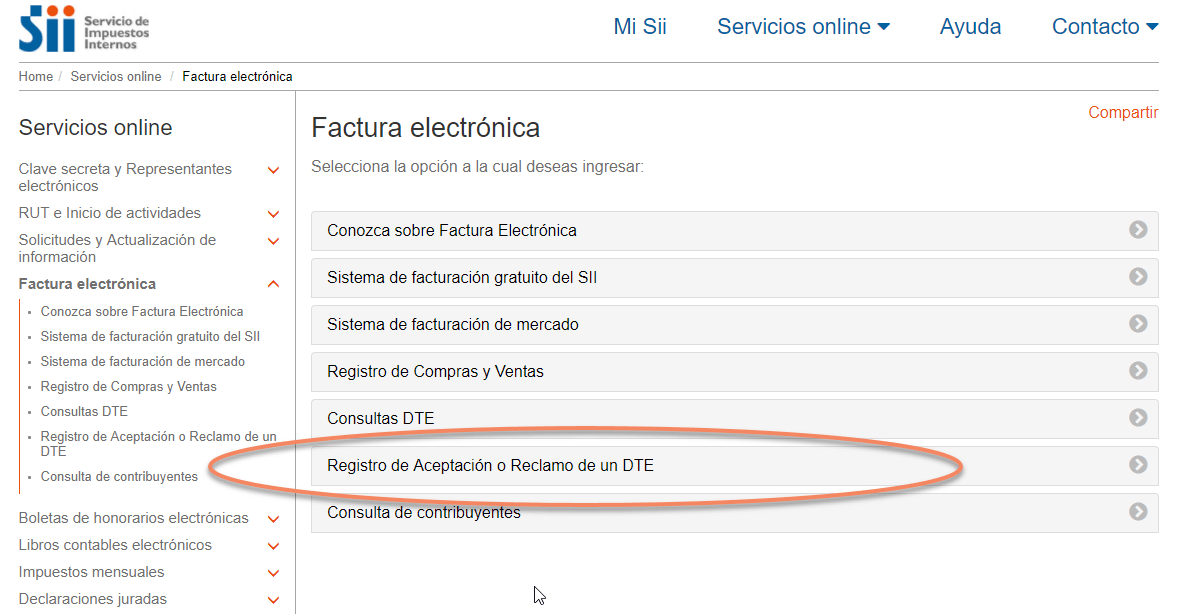 Sii Servicio de
Impuestos
Internos
Mi Sii Servicios online Ayuda Contacto
Home / Servicios online / Factura electrónica
Servicios online
Clave secreta y Representantes
electrónicos
RUT e Inicio de actividades
Solicitudes y Actualización de
información
Factura electrónica
Conozca sobre Factura Electrónica
Sistema de facturación gratuito del SII
Sistema de facturación de mercado
Registro de Compras y Ventas
Consultas DTE
Registro de Aceptación o Reclamo de un
DTE
Consulta de contribuyentes
Boletas de honorarios electrónicas
Libros contables electrónicos
Impuestos mensuales
Declaraciones juradas
Compartir
Factura electrónica
Selecciona la opción a la cual deseas ingresar:
Conozca sobre Factura Electrónica
Sistema de facturación gratuito del SII
Sistema de facturación de mercado
Registro de Compras y Ventas
Consultas DTE
Registro de Aceptación o Reclamo de un DTE
Consulta de contribuyentes